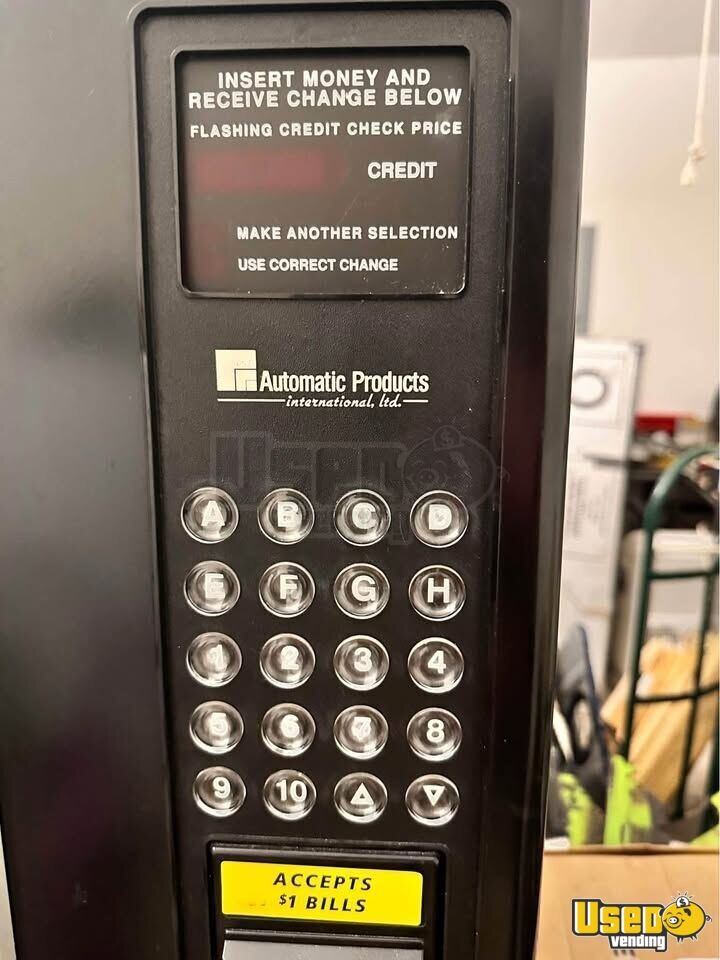 INSERT MONEY AND
RECEIVE CHANGE BELOW
FLASHING CREDIT CHECK PRICE
CREDIT
MAKE ANOTHER SELECTION
USE CORRECT CHANGE
Automatic Products
international, ltd.
USED
A B C D
E F G H
1 2 3 4
5 6 7 8
9 10 △ ▽
ACCEPTS
$1 BILLS
USED
vending